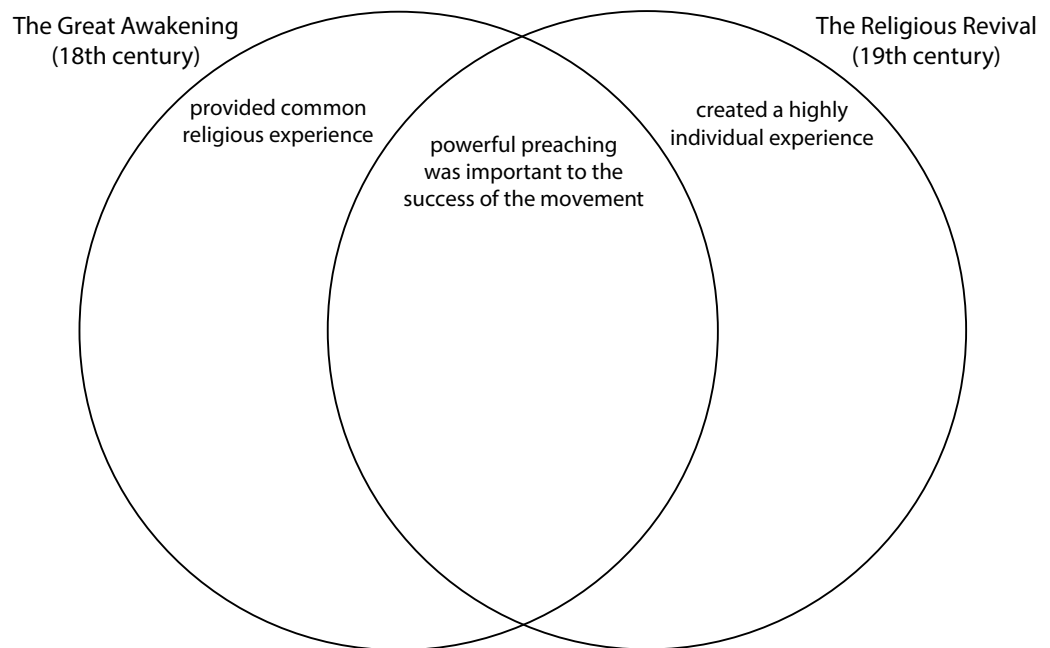 The Great Awakening
(18th century)
The Religious Revival
(19th century)
provided common
religious experience
powerful preaching
was important to the
success of the movement
created a highly
individual experience